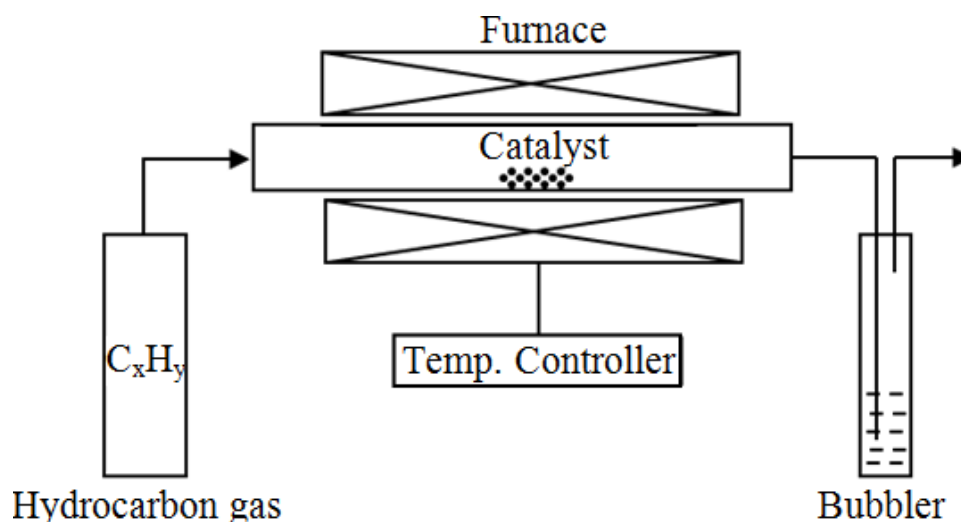 Furnace
Catalyst
CxHy
Temp. Controller
Hydrocarbon gas
Bubbler